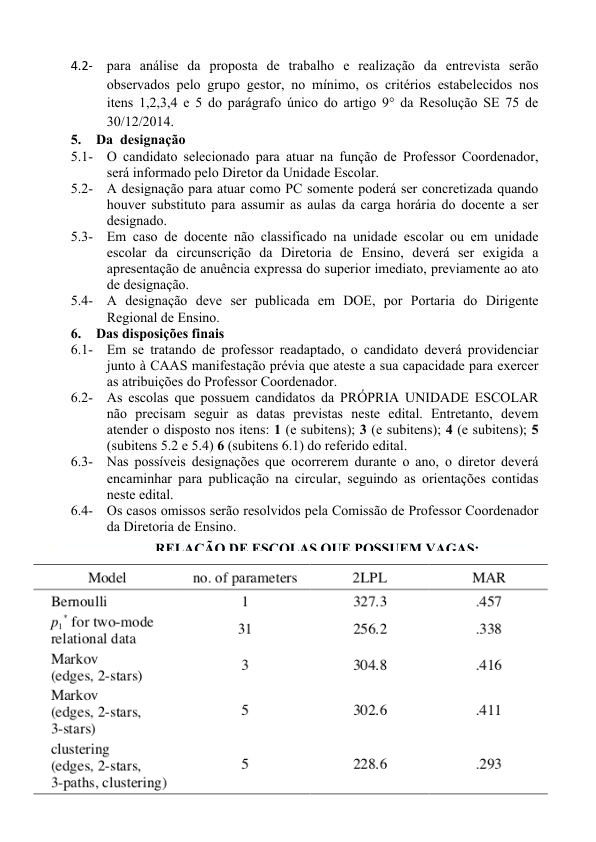 4.2- para análise da proposta de trabalho e realização da entrevista serão
observados pelo grupo gestor, no mínimo, os critérios estabelecidos nos
itens 1,2,3,4 e 5 do parágrafo único do artigo 9° da Resolução SE 75 de
30/12/2014.
5. Da designação
5.1- O candidato selecionado para atuar na função de Professor Coordenador,
será informado pelo Diretor da Unidade Escolar.
5.2- A designação para atuar como PC somente poderá ser concretizada quando
houver substituto para assumir as aulas da carga horária do docente a ser
designado.
5.3- Em caso de docente não classificado na unidade escolar ou em unidade
escolar da circunscrição da Diretoria de Ensino, deverá ser exigida a
apresentação de anuência expressa do superior imediato, previamente ao ato
de designação.
5.4- A designação deve ser publicada em DOE, por Portaria do Dirigente
Regional de Ensino.
6. Das disposições finais
6.1- Em se tratando de professor readaptado, o candidato deverá providenciar
junto à CAAS manifestação prévia que ateste a sua capacidade para exercer
as atribuições do Professor Coordenador.
6.2- As escolas que possuem candidatos da PRÓPRIA UNIDADE ESCOLAR
não precisam seguir as datas previstas neste edital. Entretanto, devem
atender o disposto nos itens: 1 (e subitens); 3 (e subitens); 4 (e subitens); 5
(subitens 5.2 e 5.4) 6 (subitens 6.1) do referido edital.
6.3- Nas possíveis designações que ocorrerem durante o ano, o diretor deverá
encaminhar para publicação na circular, seguindo as orientações contidas
neste edital.
6.4- Os casos omissos serão resolvidos pela Comissão de Professor Coordenador
da Diretoria de Ensino.
RELAÇÃO DE ESCOLAS QUE POSSUEM VAGAS:
Model no. of parameters 2LPL MAR
Bernoulli 1 327.3 .457
p1* for two-mode
relational data 31 256.2 .338
Markov
(edges, 2-stars) 3 304.8 .416
Markov
(edges, 2-stars, 5 302.6 .411
3-stars)
clustering
(edges, 2-stars, 5 228.6 .293
3-paths, clustering)